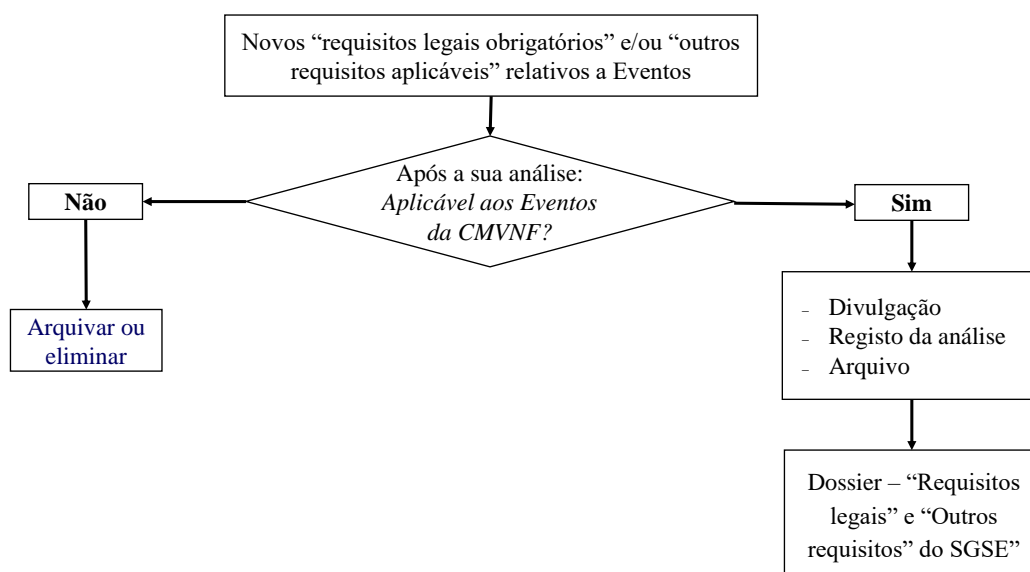 Novos “requisitos legais obrigatórios” e/ou “outros
requisitos aplicáveis” relativos a Eventos
Após a sua análise:
Aplicável aos Eventos
da CMVNF?
Não
Sim
Arquivar ou
eliminar
- Divulgação
- Registo da análise
- Arquivo
Dossier – “Requisitos
legais” e “Outros
requisitos” do SGSE”